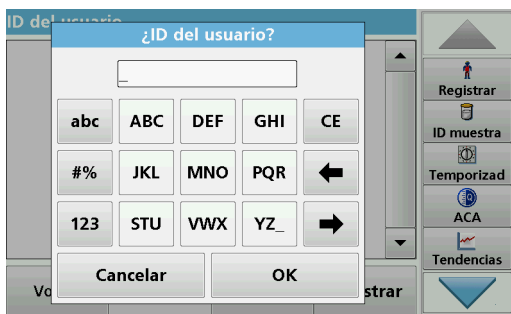 ID del usuario
¿ID del usuario?
_
abc ABC DEF GHI CE
#% JKL MNO PQR
123 STU VWX YZ_
Cancelar OK
Registrar
ID muestra
Temporizad
ACA
Tendencias